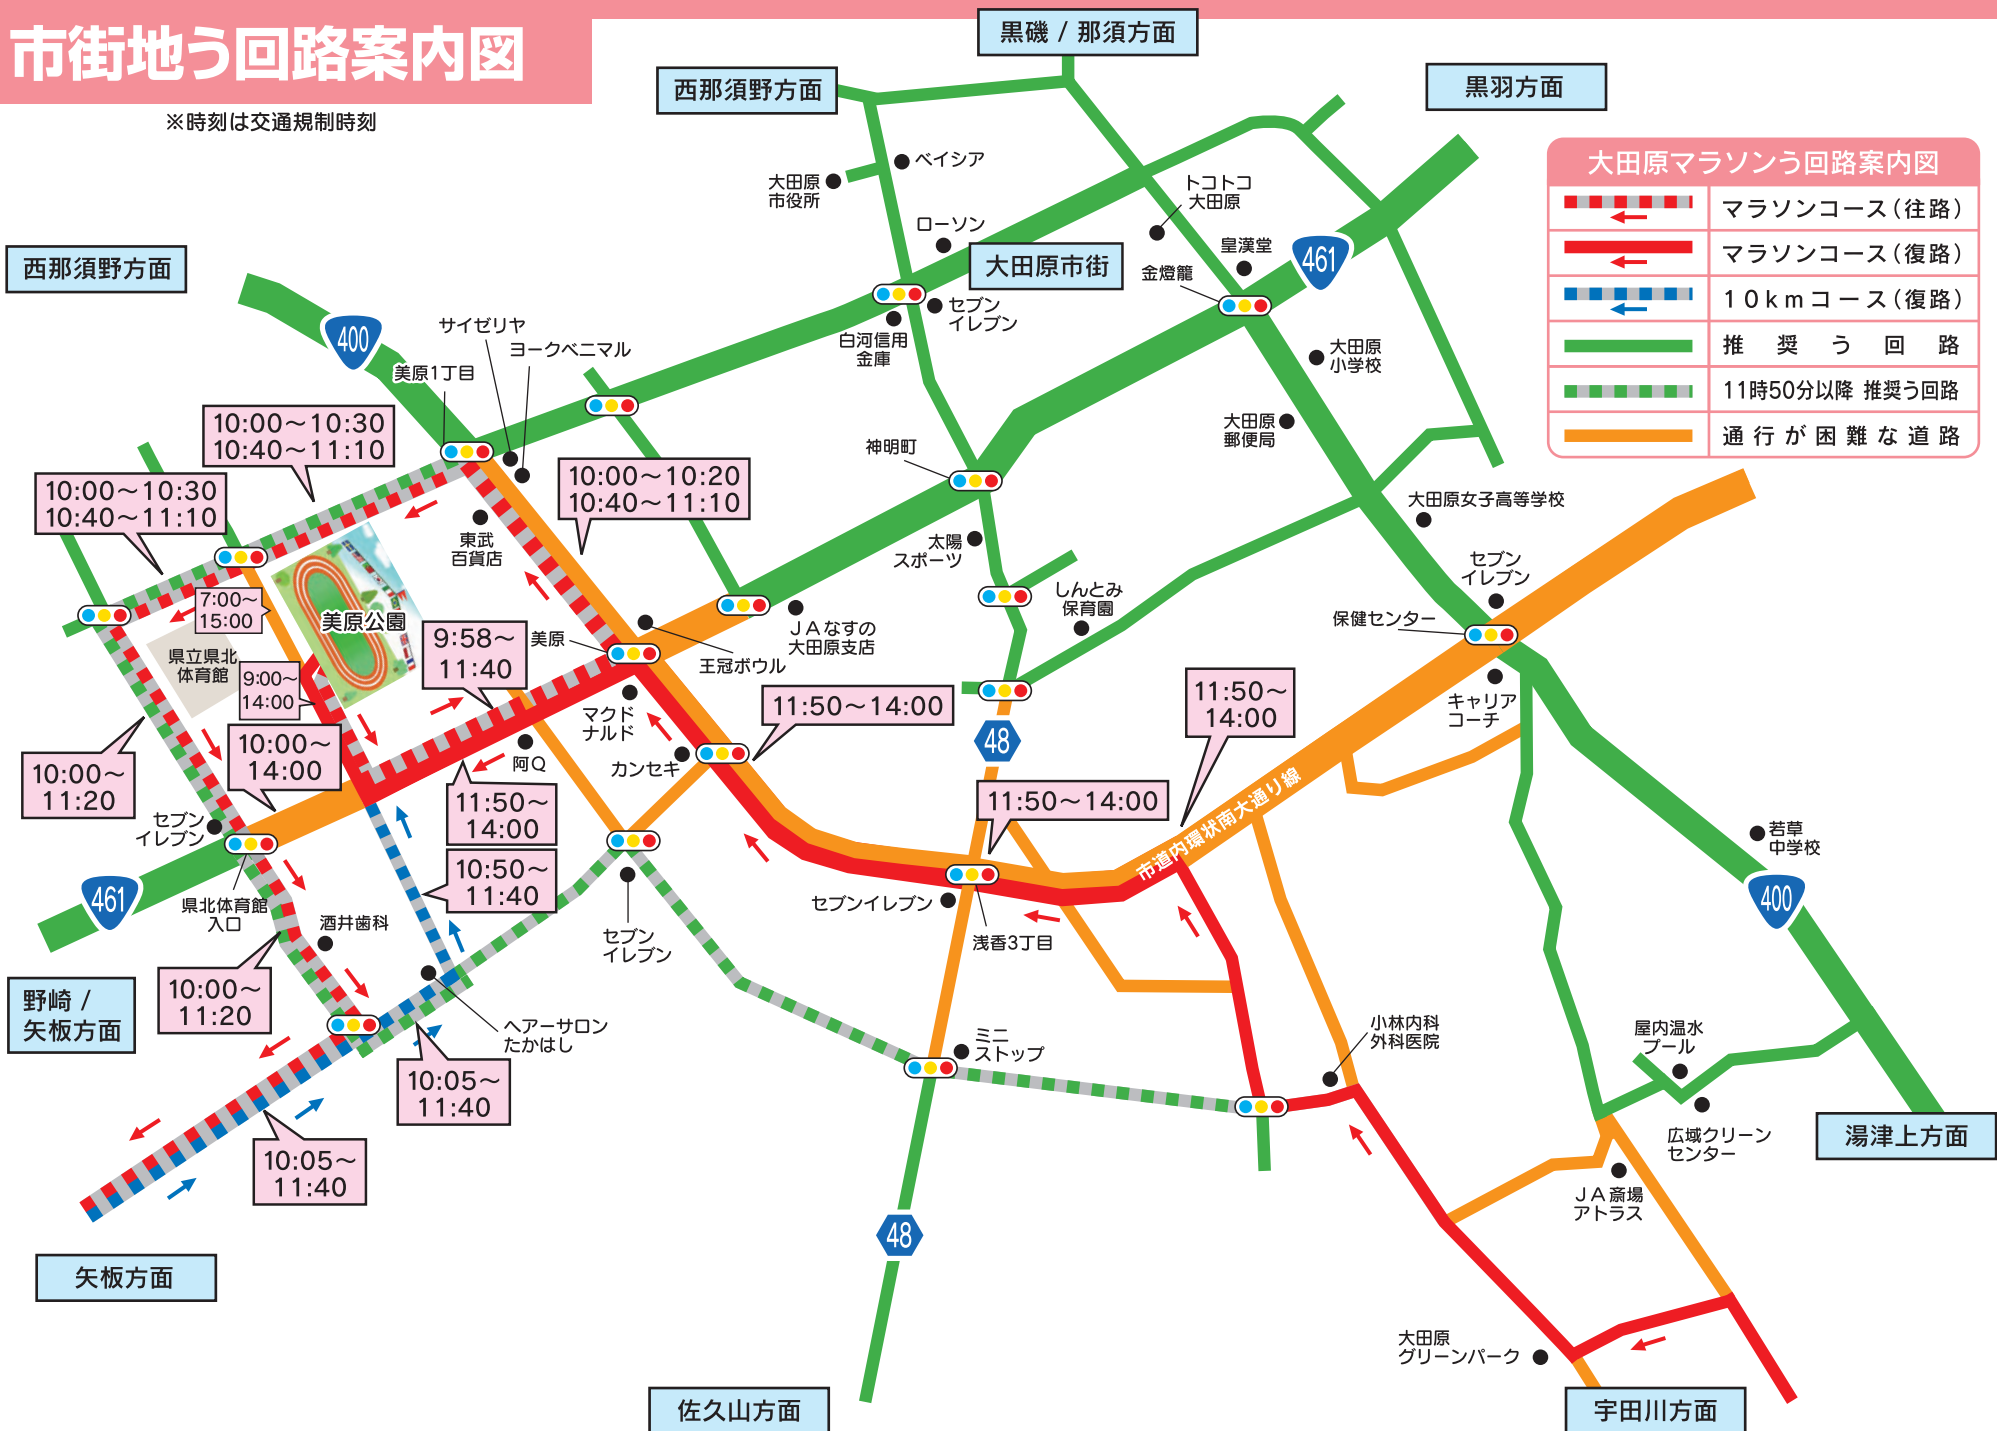 市街地う回路案内図
※時刻は交通規制時刻
黒磯 / 那須方面
西那須野方面
黒羽方面
大田原マラソンう回路案内図
マラソンコース(往路)
マラソンコース(復路)
10kmコース(復路)
推奨う回路
11時50分以降 推奨う回路
通行が困難な道路
ベイシア
大田原
市役所
トコトコ
大田原
ローソン
皇漢堂
461
大田原市街
金燈籠
西那須野方面
400
セブン
イレブン
白河信用
金庫
サイゼリヤ
ヨークベニマル
美原1丁目
大田原
小学校
大田原
郵便局
神明町
10:00〜10:30
10:40〜11:10
10:00〜10:30
10:40〜11:10
10:00〜10:20
10:40〜11:10
東武
百貨店
太陽
スポーツ
大田原女子高等学校
セブン
イレブン
しんとみ
保育園
保健センター
7:00〜
15:00
美原公園
県立県北
体育館
9:00〜
14:00
9:58〜
11:40
美原
JAなすの
大田原支店
王冠ボウル
マクド
ナルド
11:50〜14:00
11:50〜
14:00
キャリア
コーチ
10:00〜
14:00
阿Q
カンセキ
48
10:00〜
11:20
11:50〜
14:00
11:50〜14:00
市道内環状南大通り線
セブン
イレブン
若草
中学校
461
県北体育館
入口
10:50〜
11:40
酒井歯科
セブン
イレブン
セブンイレブン
浅香3丁目
400
野崎 /
矢板方面
10:00〜
11:20
ヘアーサロン
たかはし
ミニ
ストップ
小林内科
外科医院
屋内温水
プール
10:05〜
11:40
10:05〜
11:40
広域クリーン
センター
湯津上方面
JA斎場
アトラス
48
矢板方面
大田原
グリーンパーク
佐久山方面
宇田川方面